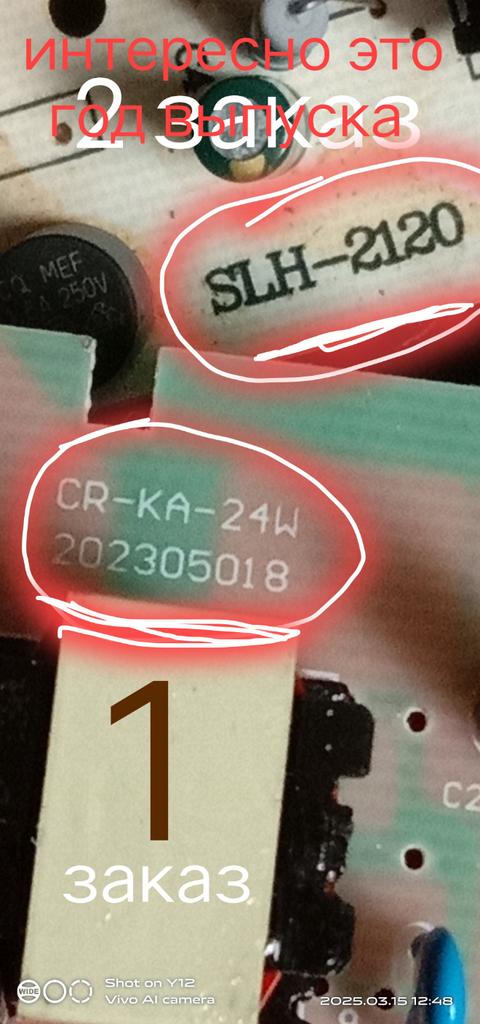 интересно это
год выпуска
2 заказ
SLH-2120
MEF
250V
CR-KA-24W
202305018
1
заказ
C2
WIDE
Shot on Y12
Vivo AI camera
2025.03.15 12:48